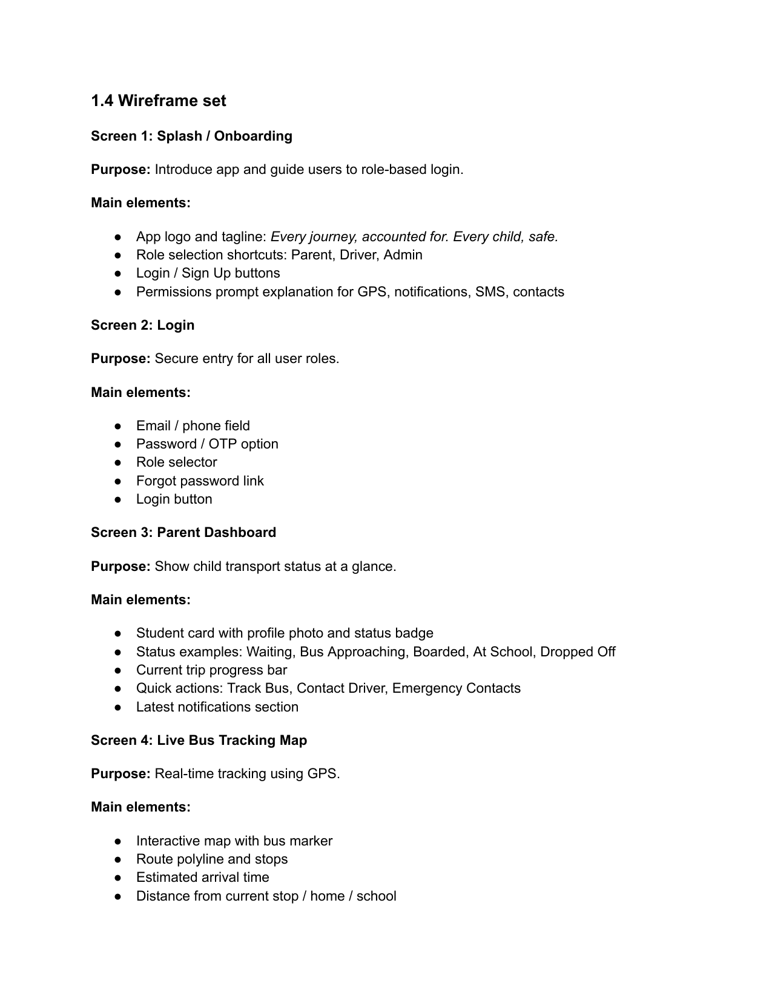 1.4 Wireframe set
Screen 1: Splash / Onboarding
Purpose: Introduce app and guide users to role-based login.
Main elements:
● App logo and tagline: Every journey, accounted for. Every child, safe.
● Role selection shortcuts: Parent, Driver, Admin
● Login / Sign Up buttons
● Permissions prompt explanation for GPS, notifications, SMS, contacts
Screen 2: Login
Purpose: Secure entry for all user roles.
Main elements:
● Email / phone field
● Password / OTP option
● Role selector
● Forgot password link
● Login button
Screen 3: Parent Dashboard
Purpose: Show child transport status at a glance.
Main elements:
● Student card with profile photo and status badge
● Status examples: Waiting, Bus Approaching, Boarded, At School, Dropped Off
● Current trip progress bar
● Quick actions: Track Bus, Contact Driver, Emergency Contacts
● Latest notifications section
Screen 4: Live Bus Tracking Map
Purpose: Real-time tracking using GPS.
Main elements:
● Interactive map with bus marker
● Route polyline and stops
● Estimated arrival time
● Distance from current stop / home / school